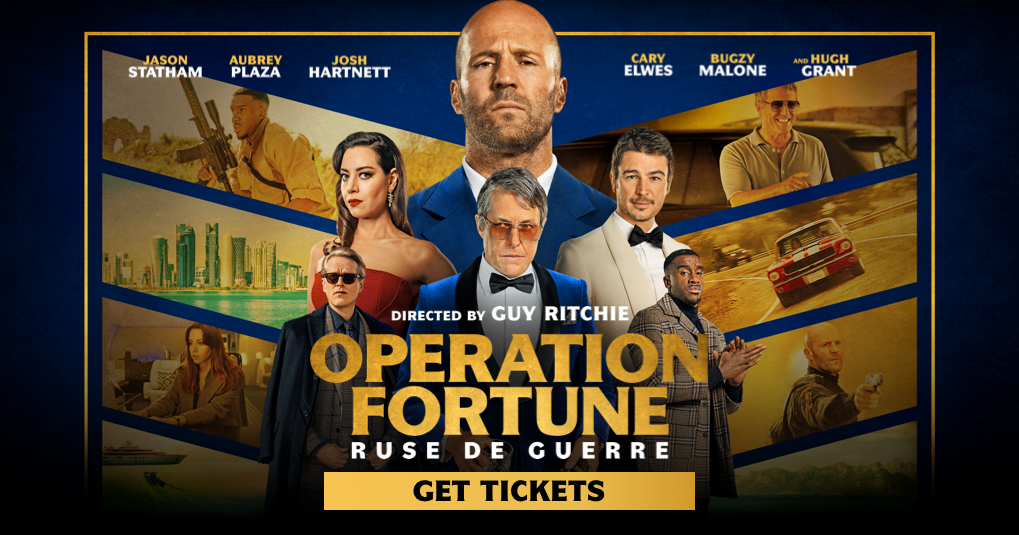 JASON STATHAM
AUBREY PLAZA
JOSH HARTNETT
CARY ELWES
BUGZY MALONE
AND HUGH GRANT
DIRECTED BY GUY RITCHIE
OPERATION
FORTUNE
RUSE DE GUERRE
GET TICKETS